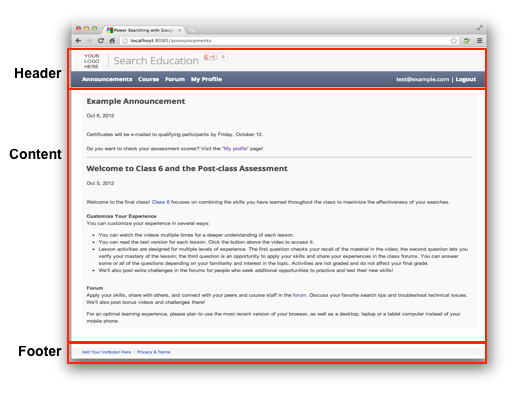 Power Searching with Googl
localhost:8080/announcements
YOUR
LOGO
HERE
Search Education
+1
0
Header
Announcements Course Forum My Profile
test@example.com | Logout
Example Announcement
Oct 6, 2012
Certificates will be e-mailed to qualifying participants by Friday, October 12.
Do you want to check your assessment scores? Visit the "My profile" page!
Content
Welcome to Class 6 and the Post-class Assessment
Oct 5, 2012
Welcome to the final class! Class 6 focuses on combining the skills you have learned throughout the class to maximize the effectiveness of your searches.
Customize Your Experience
You can customize your experience in several ways:
• You can watch the videos multiple times for a deeper understanding of each lesson.
• You can read the text version for each lesson. Click the button above the video to access it.
• Lesson activities are designed for multiple levels of experience. The first question checks your recall of the material in the video; the second question lets you
verify your mastery of the lesson; the third question is an opportunity to apply your skills and share your experiences in the class forums. You can answer
some or all of the questions depending on your familiarity and interest in the topic. Activities are not graded and do not affect your final grade.
• We'll also post extra challenges in the forums for people who seek additional opportunities to practice and test their new skills!
Forum
Apply your skills, share with others, and connect with your peers and course staff in the forum. Discuss your favorite search tips and troubleshoot technical issues.
We'll also post bonus videos and challenges there!
For an optimal learning experience, please plan to use the most recent version of your browser, as well as a desktop, laptop or a tablet computer instead of your
mobile phone.
Footer
Add Your Institution Here · Privacy & Terms